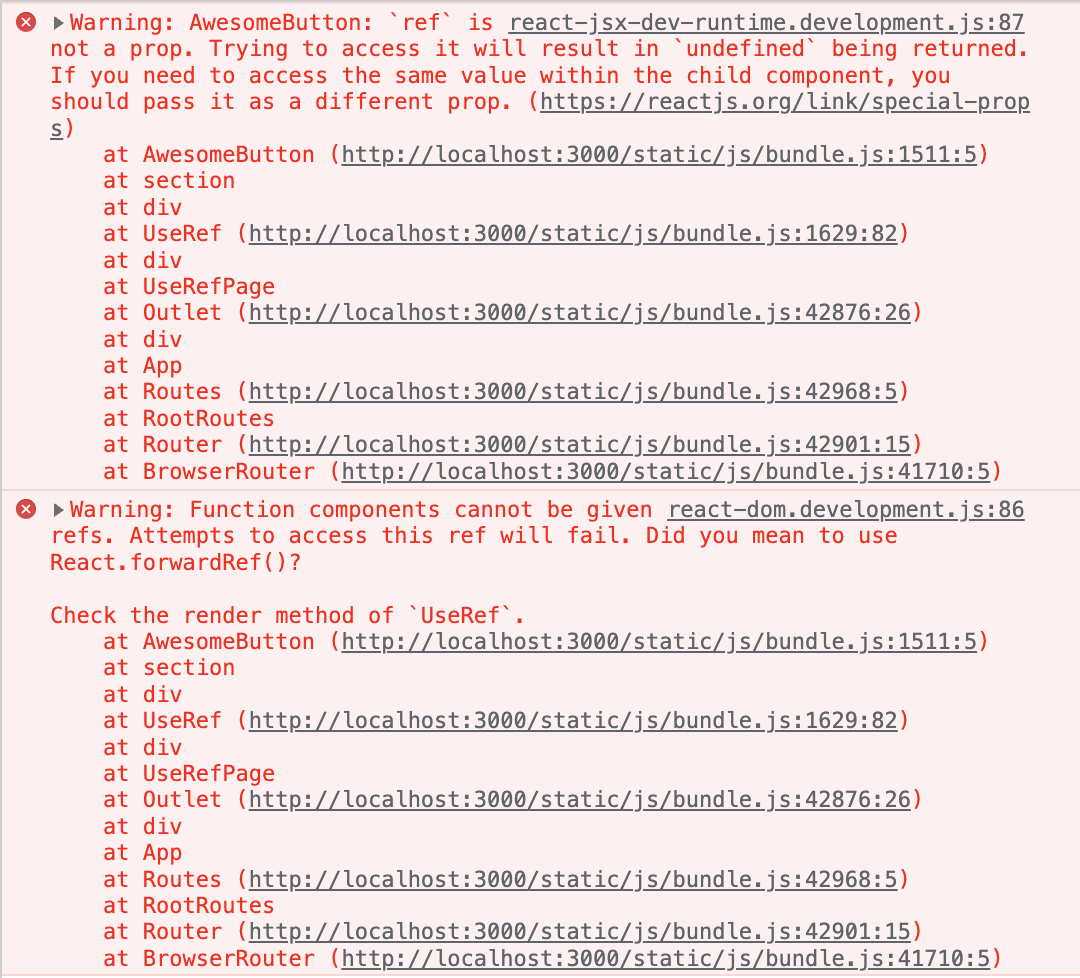 Warning: AwesomeButton: `ref` is react-jsx-dev-runtime.development.js:87
not a prop. Trying to access it will result in `undefined` being returned.
If you need to access the same value within the child component, you
should pass it as a different prop. (https://reactjs.org/link/special-prop
s)
at AwesomeButton (http://localhost:3000/static/js/bundle.js:1511:5)
at section
at div
at UseRef (http://localhost:3000/static/js/bundle.js:1629:82)
at div
at UseRefPage
at Outlet (http://localhost:3000/static/js/bundle.js:42876:26)
at div
at App
at Routes (http://localhost:3000/static/js/bundle.js:42968:5)
at RootRoutes
at Router (http://localhost:3000/static/js/bundle.js:42901:15)
at BrowserRouter (http://localhost:3000/static/js/bundle.js:41710:5)
Warning: Function components cannot be given react-dom.development.js:86
refs. Attempts to access this ref will fail. Did you mean to use
React.forwardRef()?
Check the render method of `UseRef`.
at AwesomeButton (http://localhost:3000/static/js/bundle.js:1511:5)
at section
at div
at UseRef (http://localhost:3000/static/js/bundle.js:1629:82)
at div
at UseRefPage
at Outlet (http://localhost:3000/static/js/bundle.js:42876:26)
at div
at App
at Routes (http://localhost:3000/static/js/bundle.js:42968:5)
at RootRoutes
at Router (http://localhost:3000/static/js/bundle.js:42901:15)
at BrowserRouter (http://localhost:3000/static/js/bundle.js:41710:5)